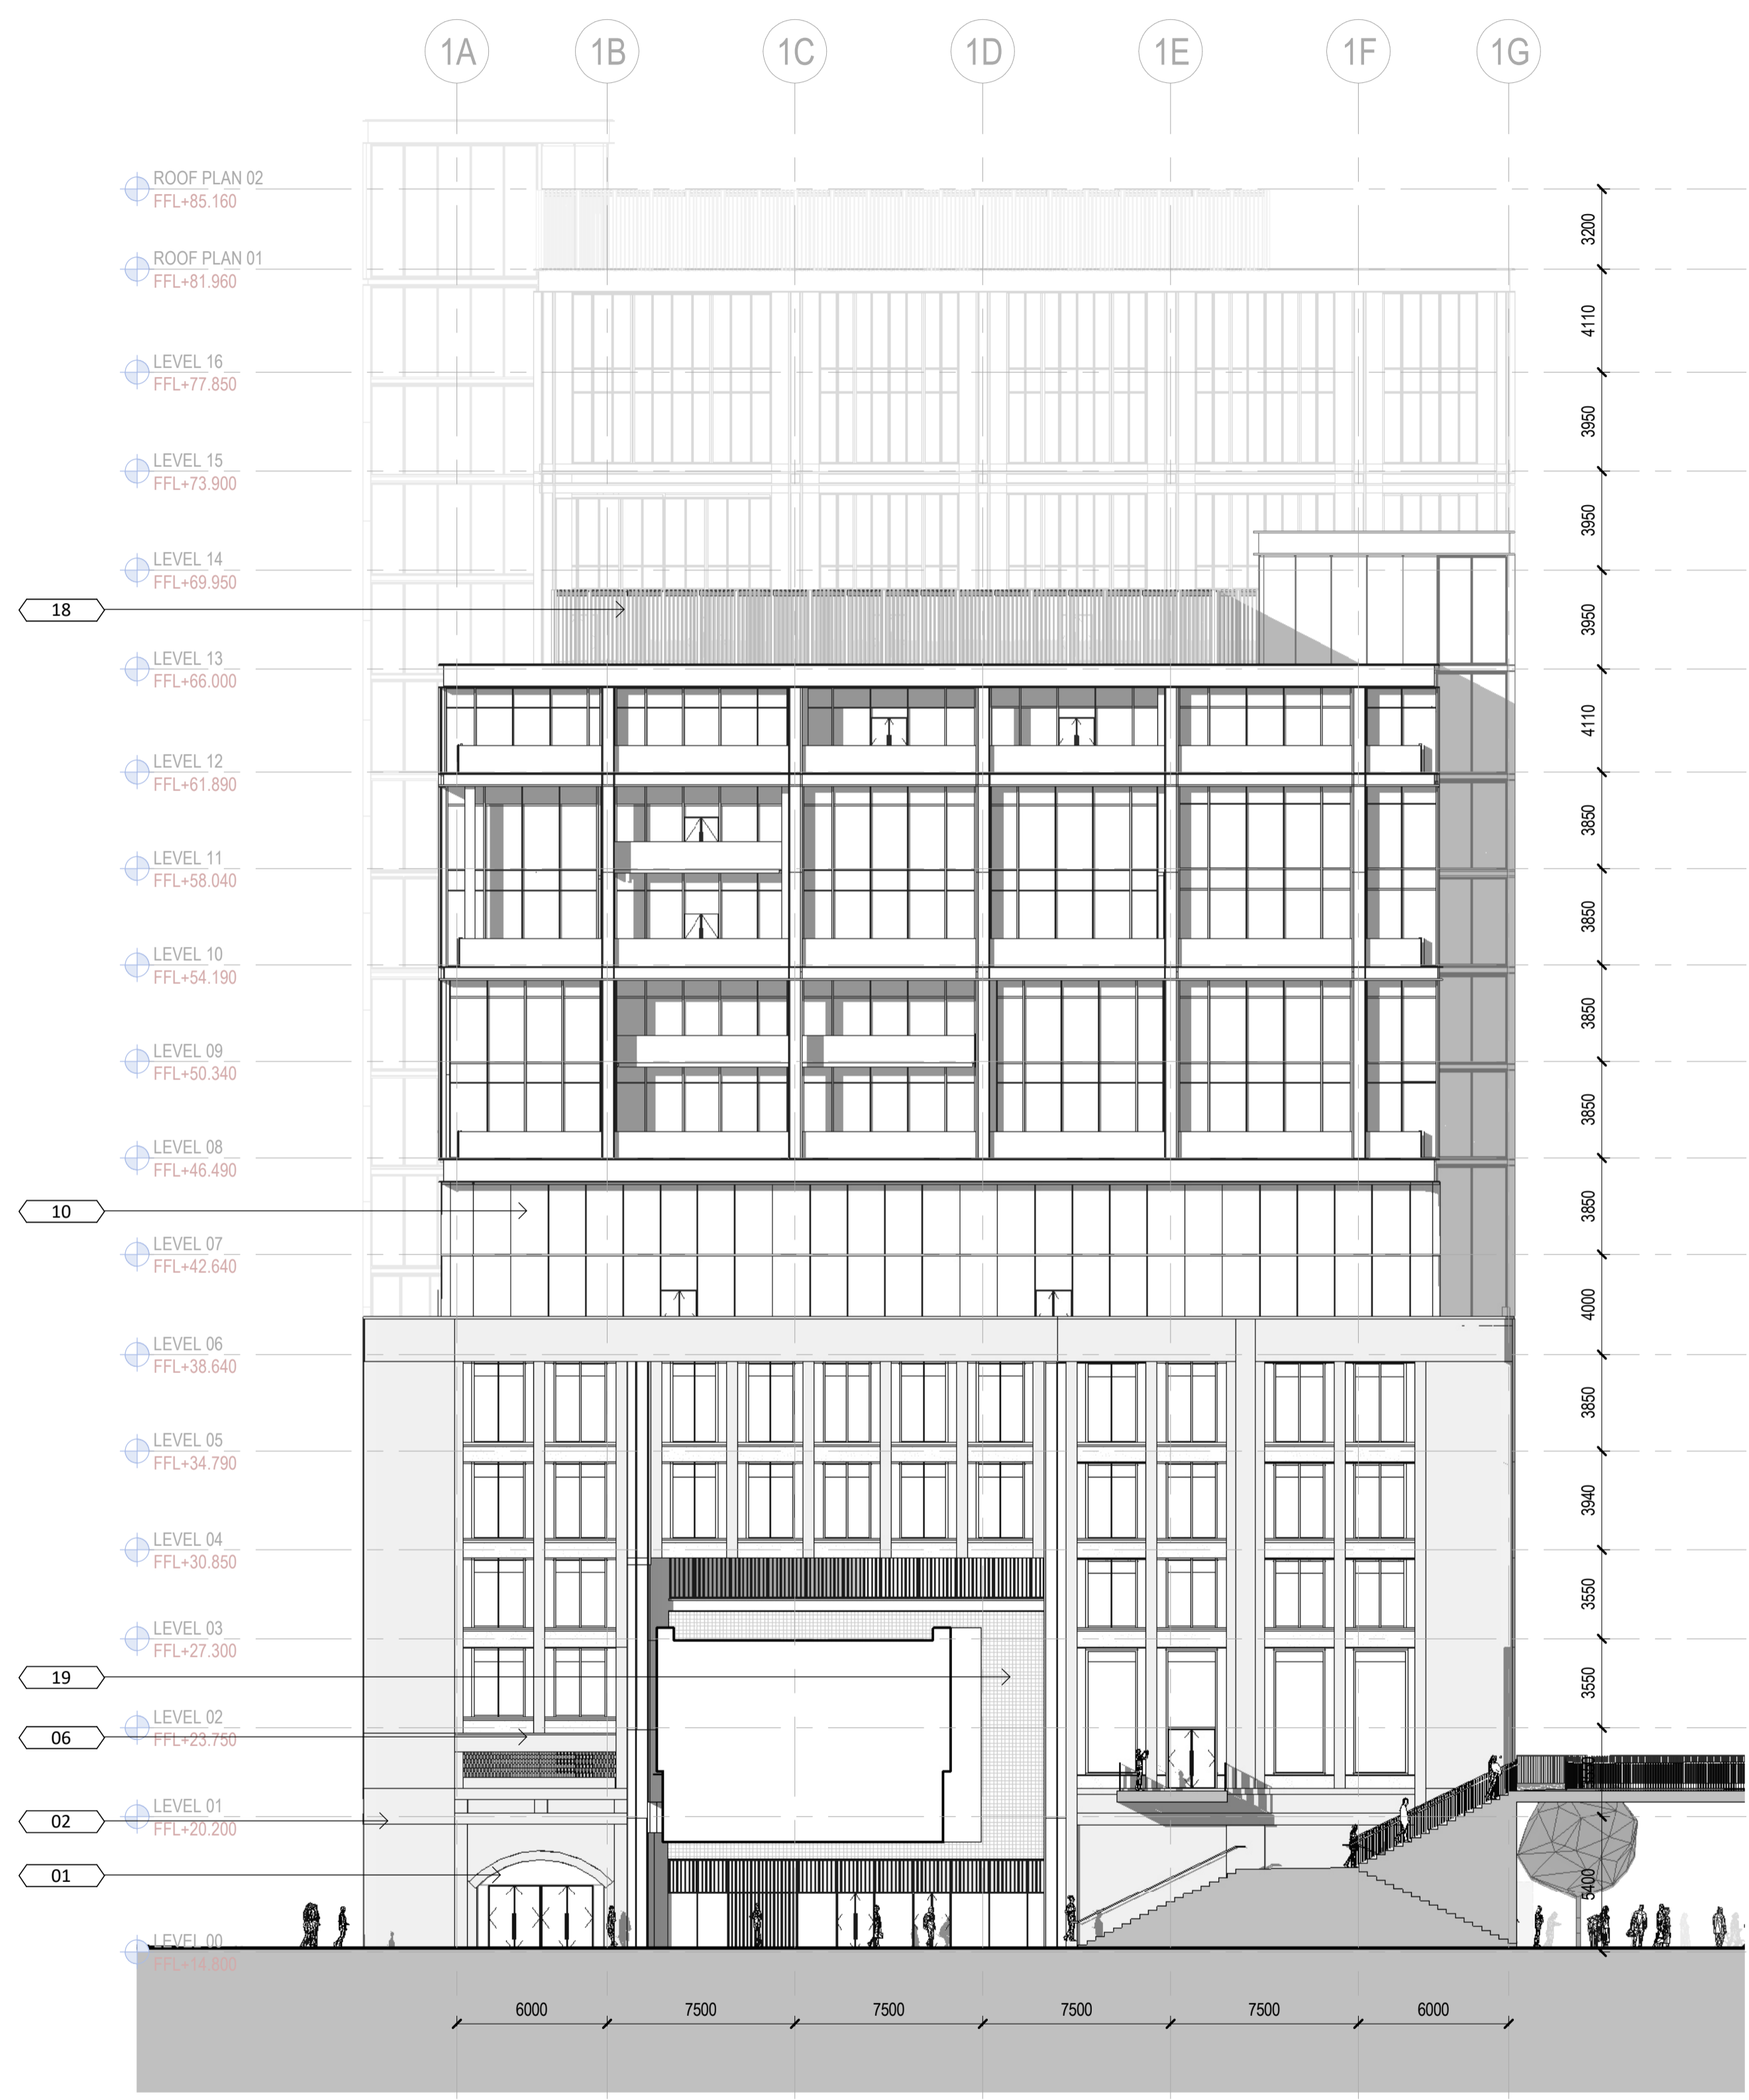 1A 1B 1C 1D 1E 1F 1G
ROOF PLAN 02
FFL+85.160
3200
ROOF PLAN 01
FFL+81.960
4110
LEVEL 16
FFL+77.850
3950
LEVEL 15
FFL+73.900
3950
LEVEL 14
FFL+69.950
18
3950
LEVEL 13
FFL+66.000
4110
LEVEL 12
FFL+61.890
3850
LEVEL 11
FFL+58.040
3850
LEVEL 10
FFL+54.190
3850
LEVEL 09
FFL+50.340
3850
LEVEL 08
FFL+46.490
10
3850
LEVEL 07
FFL+42.640
4000
LEVEL 06
FFL+38.640
3850
LEVEL 05
FFL+34.790
3940
LEVEL 04
FFL+30.850
3550
LEVEL 03
FFL+27.300
19
3550
LEVEL 02
FFL+23.750
06
LEVEL 01
FFL+20.200
02
01
5400
LEVEL 00
FFL+14.800
6000 7500 7500 7500 7500 6000